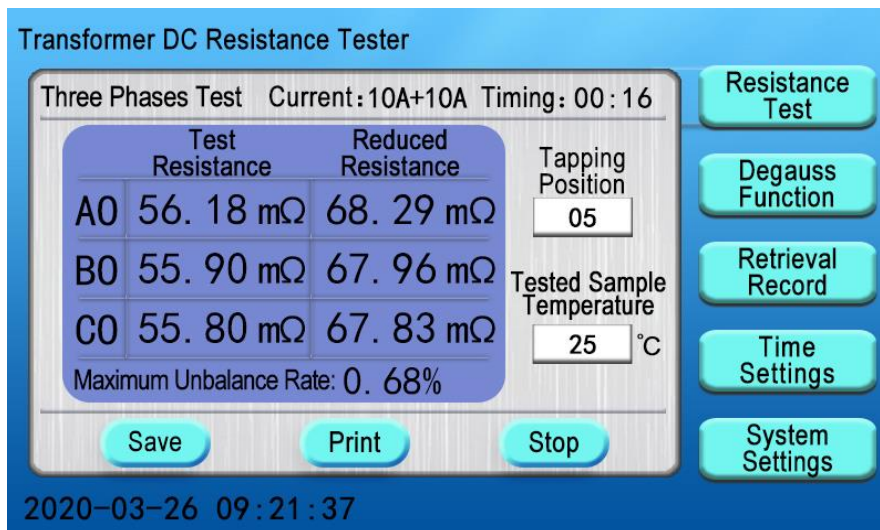 Transformer DC Resistance Tester
Three Phases Test Current:10A+10A Timing: 00:16
Test Resistance
Reduced Resistance
A0 56.18 mΩ 68.29 mΩ
B0 55.90 mΩ 67.96 mΩ
C0 55.80 mΩ 67.83 mΩ
Maximum Unbalance Rate: 0.68%
Tapping
Position
05
Tested Sample
Temperature
25 °C
Save Print Stop
Resistance
Test
Degauss
Function
Retrieval
Record
Time
Settings
System
Settings
2020-03-26 09:21:37